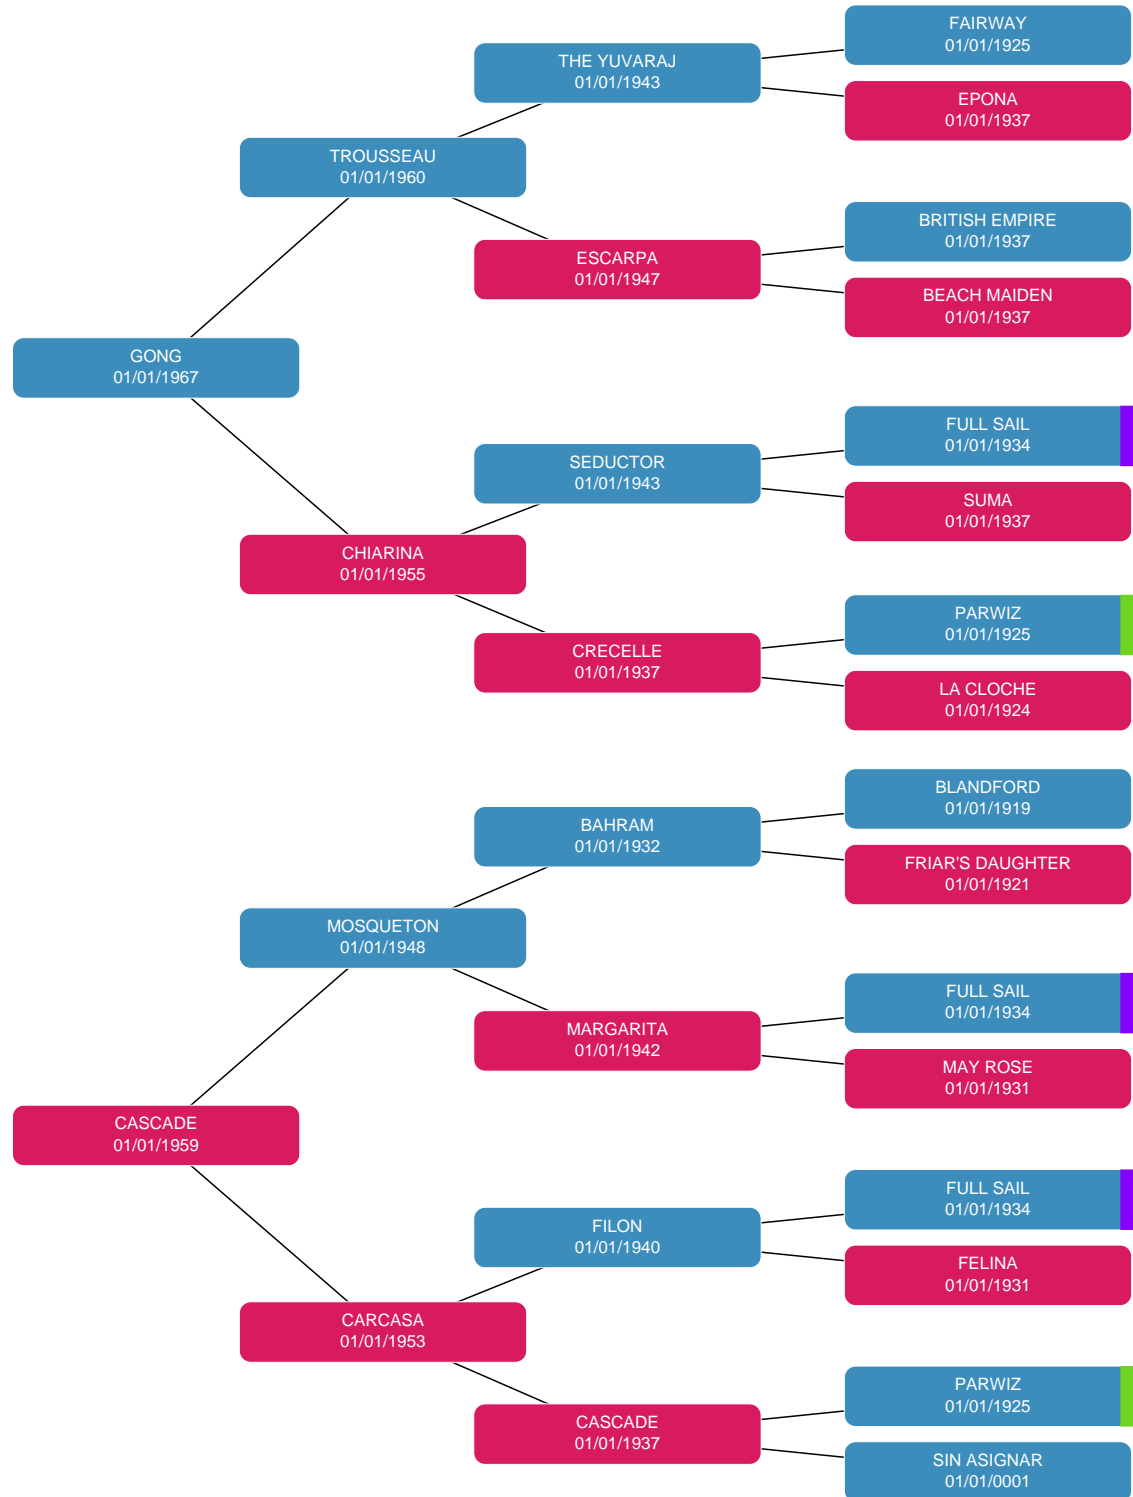 FAIRWAY
01/01/1925
THE YUVARAJ
01/01/1943
EPONA
01/01/1937
TROUSSEAU
01/01/1960
BRITISH EMPIRE
01/01/1937
ESCARPA
01/01/1947
BEACH MAIDEN
01/01/1937
GONG
01/01/1967
FULL SAIL
01/01/1934
SEDUCTOR
01/01/1943
SUMA
01/01/1937
CHIARINA
01/01/1955
PARWIZ
01/01/1925
CRECELLE
01/01/1937
LA CLOCHE
01/01/1924
BLANDFORD
01/01/1919
BAHRAM
01/01/1932
FRIAR'S DAUGHTER
01/01/1921
MOSQUETON
01/01/1948
FULL SAIL
01/01/1934
MARGARITA
01/01/1942
MAY ROSE
01/01/1931
CASCADE
01/01/1959
FULL SAIL
01/01/1934
FILON
01/01/1940
FELINA
01/01/1931
CARCASA
01/01/1953
PARWIZ
01/01/1925
CASCADE
01/01/1937
SIN ASIGNAR
01/01/0001